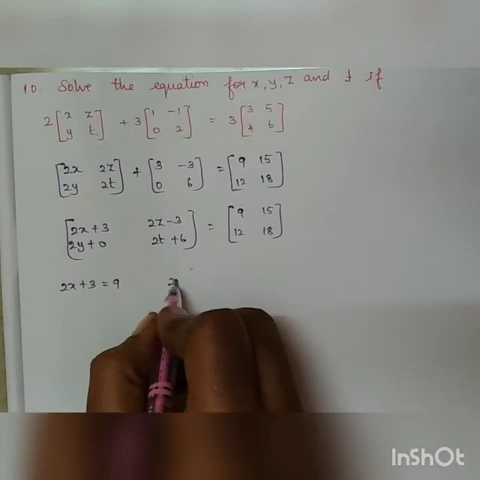 10. Solve the equation for x, y, z and t if
2 [x z] + 3 [1 -1] = 3 [3 5]
[y t] [0 2] [4 6]
[2x 2z] + [3 -3] = [9 15]
[2y 2t] [0 6] [12 18]
[2x+3 2z-3] = [9 15]
[2y+0 2t+6] [12 18]
2x+3=9 2
InShOt